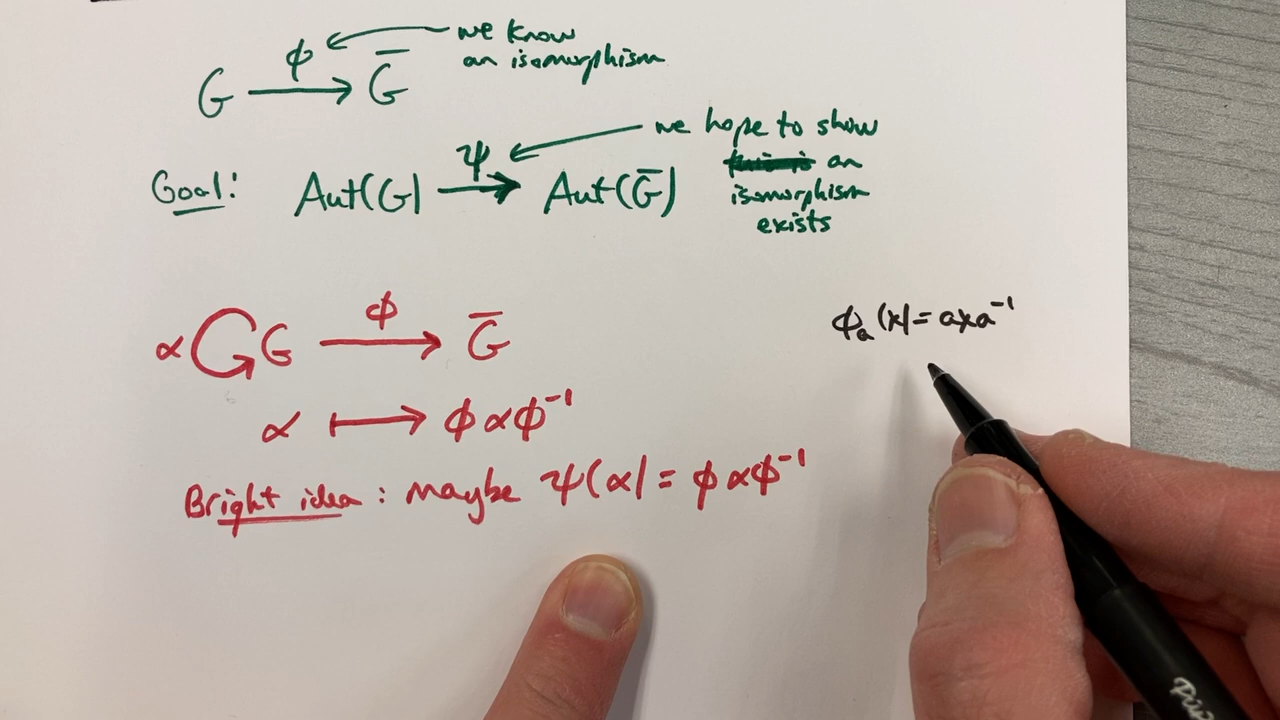 we know
G —ϕ→ G̅ an isomorphism
Goal: Aut(G) —ψ→ Aut(G̅)
we hope to show
an
isomorphism
exists
α G —ϕ→ G̅
ϕₐ(x)=axa⁻¹
α ⟼ ϕαϕ⁻¹
Bright idea: maybe ψ(α)=ϕαϕ⁻¹